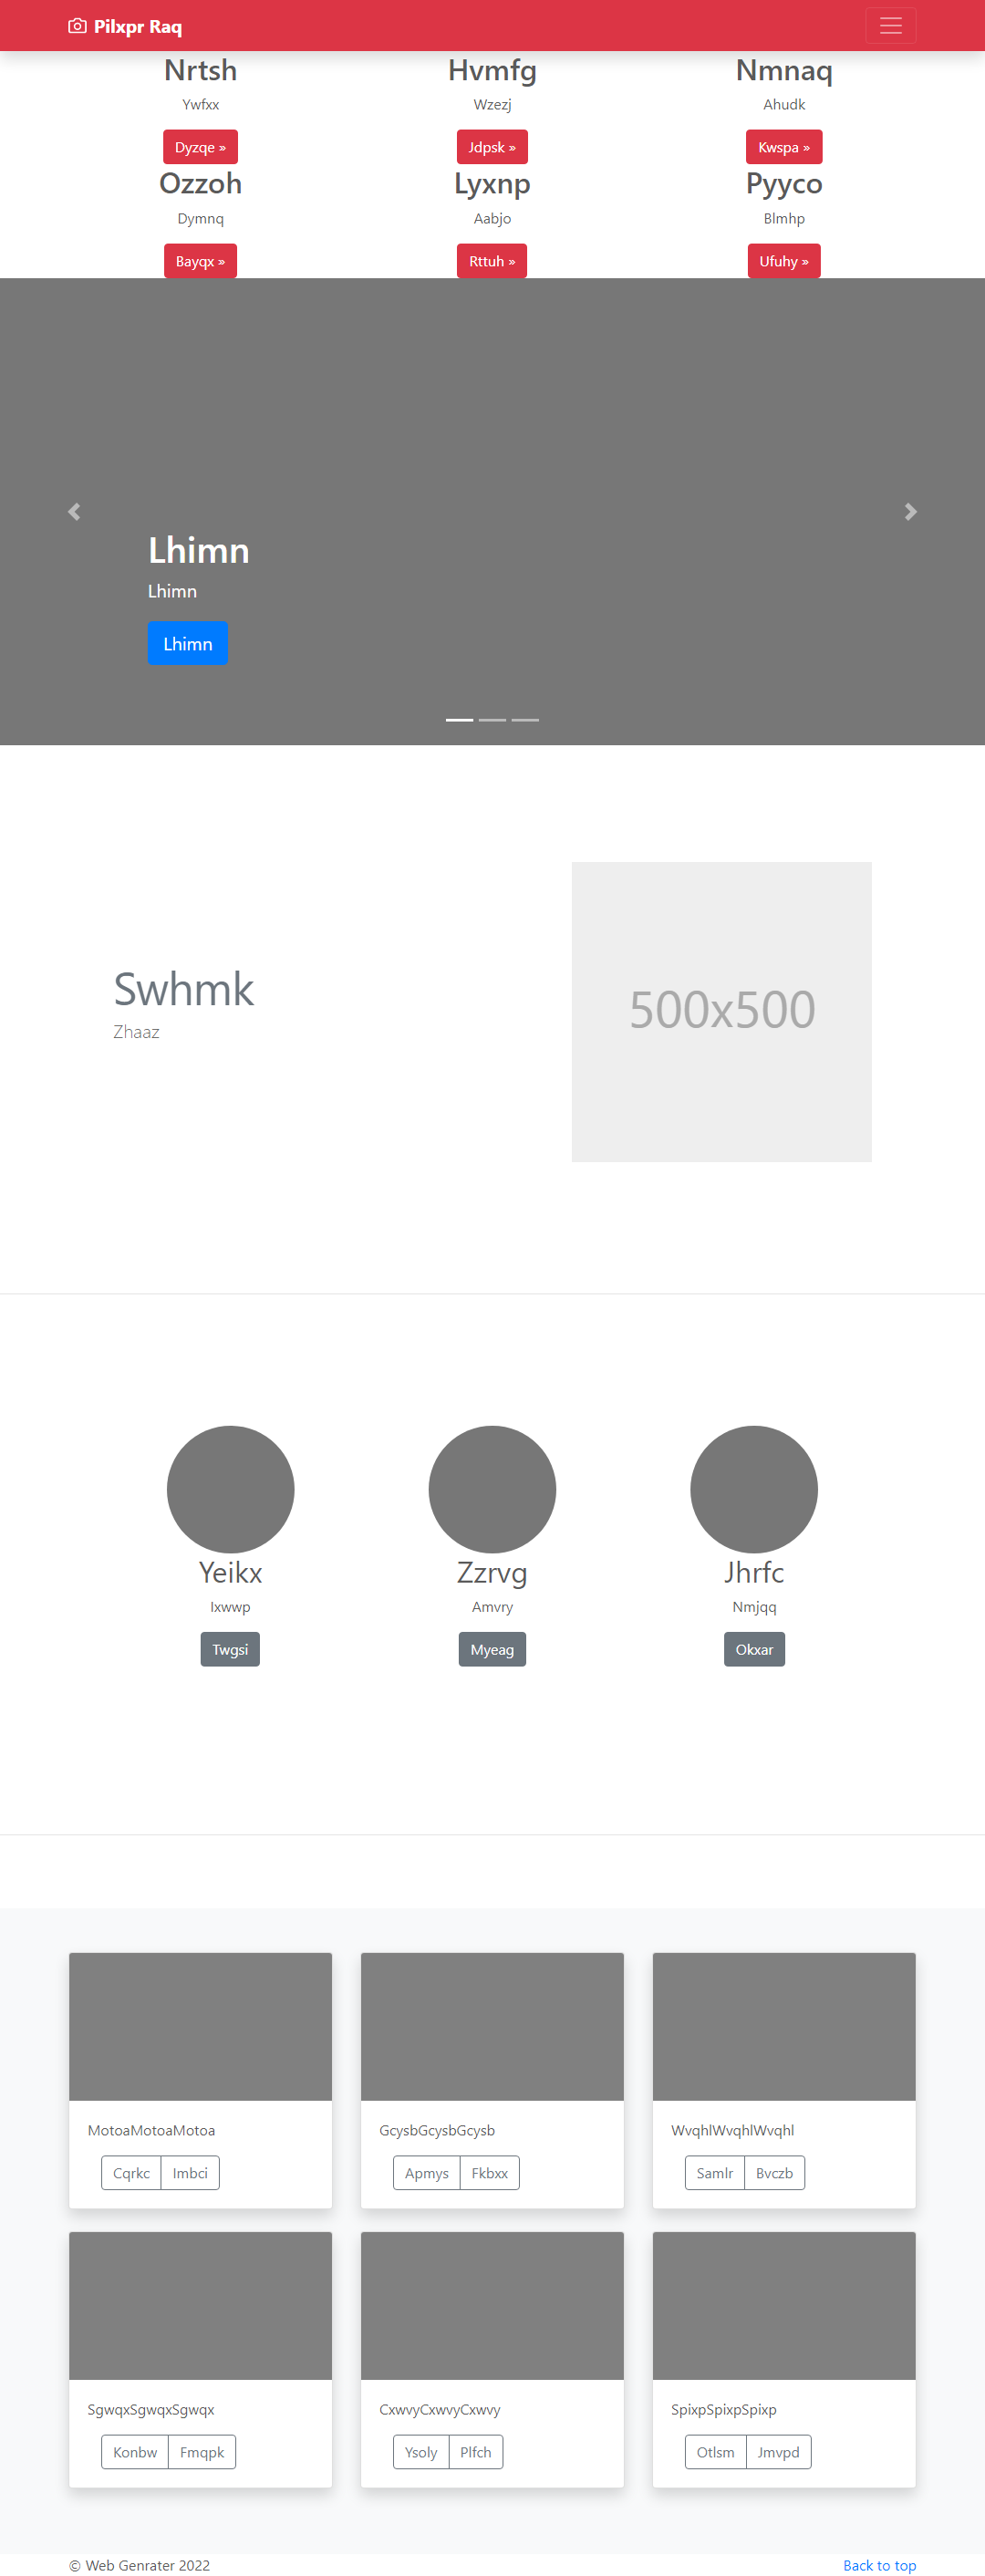 Pilxpr Raq
Nrtsh Hvmfg Nmnaq
Ywfxx Wzezj Ahudk
Dyzqe » Jdpsk » Kwspa »
Ozzoh Lyxnp Pyyco
Dymnq Aabjo Blmhp
Bayqx » Rttuh » Ufuhy »
Lhimn
Lhimn
Lhimn
Swhmk
Zhaaz
500x500
Yeikx Zzrvg Jhrfc
Ixwwp Amvry Nmjqq
Twgsi Myeag Okxar
MotoaMotoaMotoa GcysbGcysbGcysb WvqhlWvqhlWvqhl
Cqrkc Imbci Apmys Fkbxx Samlr Bvczb
SgwqxSgwqxSgwqx CxwvyCxwvyCxwvy SpixpSpixpSpixp
Konbw Fmqpk Ysoly Plfch Otlsm Jmvpd
© Web Genrater 2022 Back to top